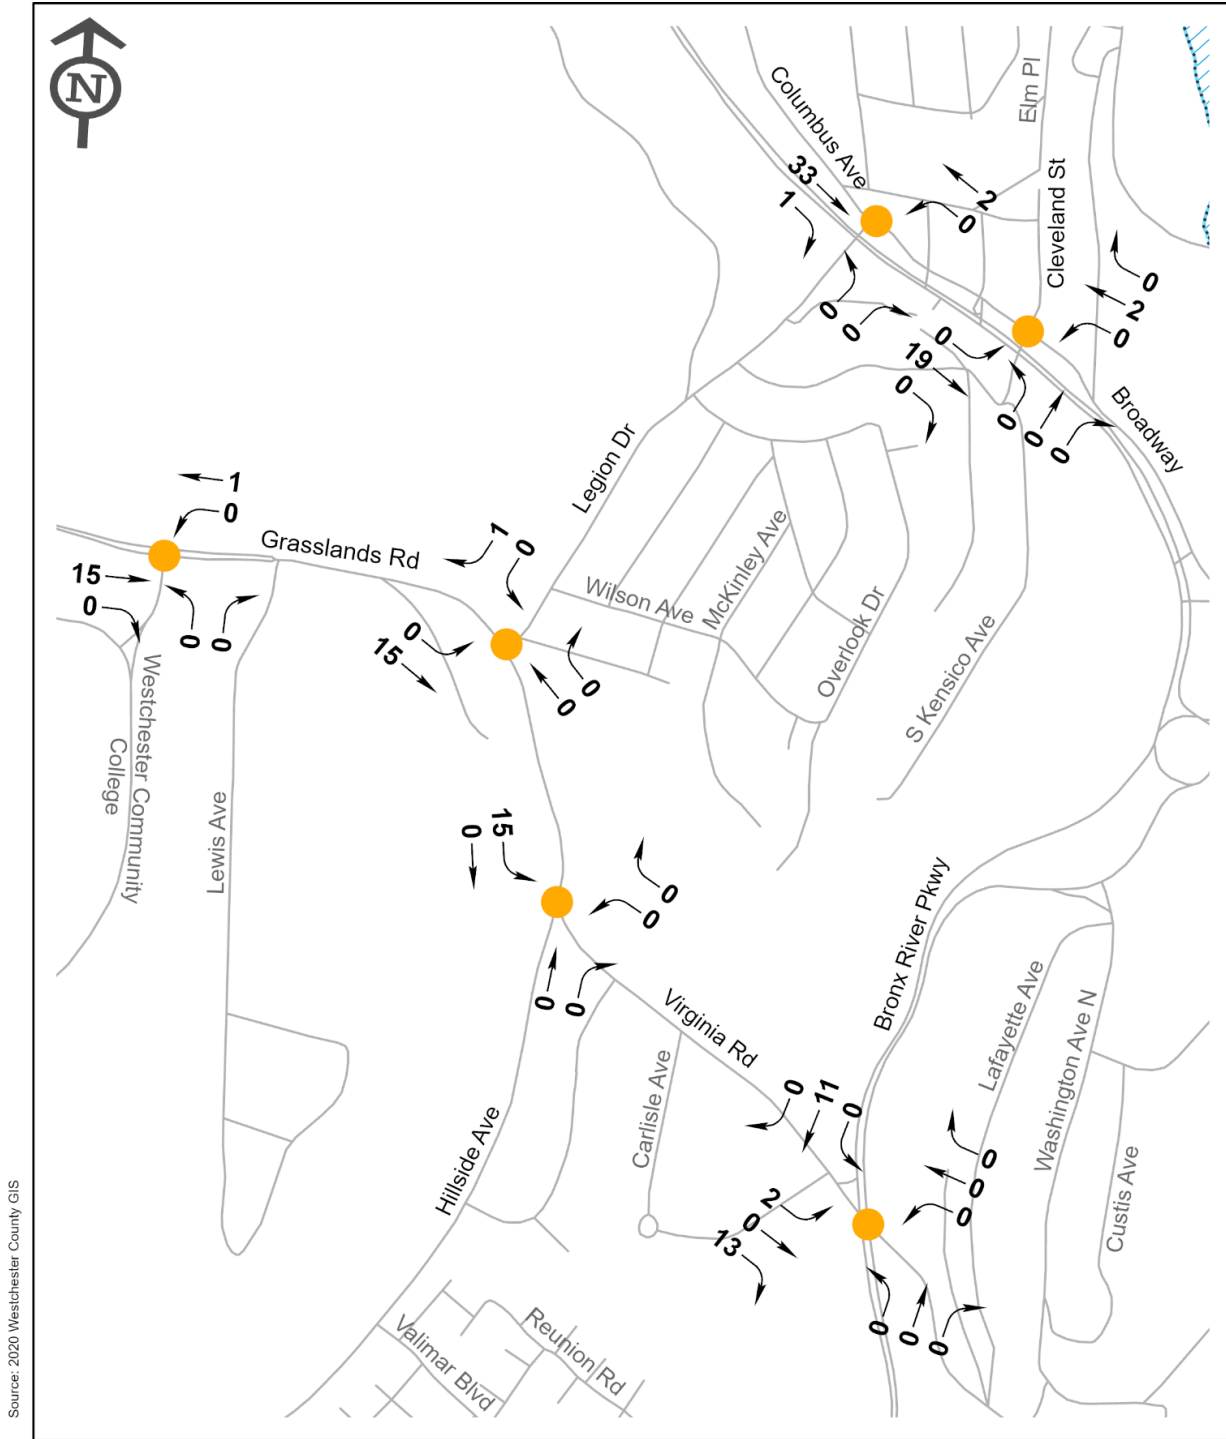 N
Columbus Ave
Elm Pl
Cleveland St
33
1
2
0
0
0
0
2
0
0
19
0
0
0
0
Broadway
Legion Dr
1
0
Grasslands Rd
15
0
0
0
1
0
0
15
0
0
Wilson Ave
McKinley Ave
Overlook Dr
S Kensico Ave
Westchester Community
College
Lewis Ave
0
15
0
0
0
0
Virginia Rd
Bronx River Pkwy
Lafayette Ave
Washington Ave N
Carlisle Ave
Custis Ave
Hillside Ave
0
11
0
0
0
0
2
0
13
0
0
0
Reunion Rd
Valimar Blvd
Source: 2020 Westchester County GIS